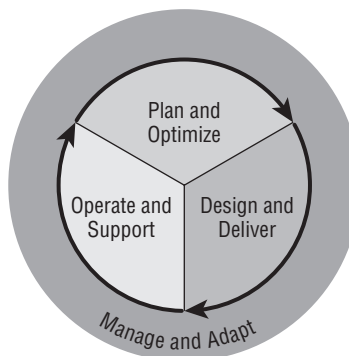 Plan and
Optimize
Operate and
Support
Design and
Deliver
Manage and Adapt